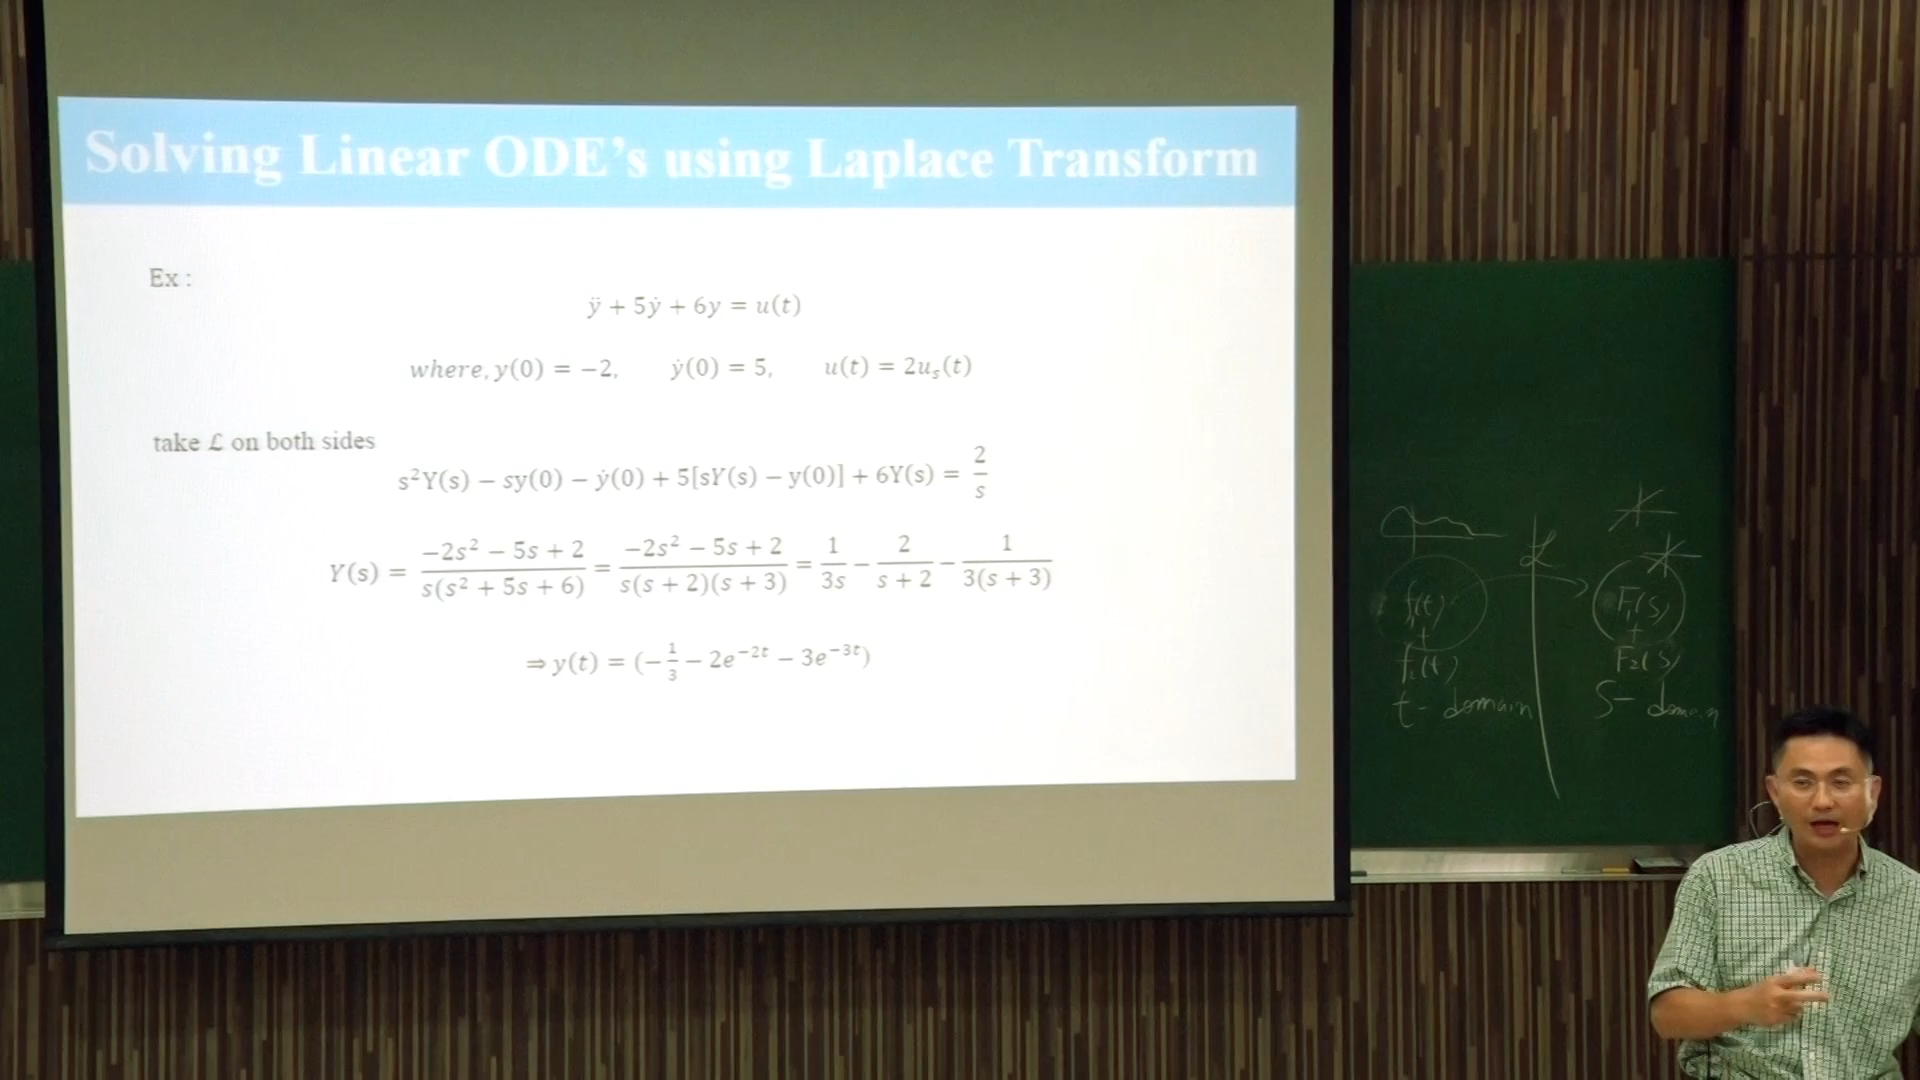 Solving Linear ODE's using Laplace Transform
Ex :
ÿ + 5ẏ + 6y = u(t)
where, y(0) = −2, ẏ(0) = 5, u(t) = 2uₛ(t)
take ℒ on both sides
s²Y(s) − sy(0) − ẏ(0) + 5[sY(s) − y(0)] + 6Y(s) = 2/s
Y(s) = (−2s² − 5s + 2)/(s(s² + 5s + 6)) = (−2s² − 5s + 2)/(s(s + 2)(s + 3)) = 1/(3s) − 2/(s + 2) − 1/(3(s + 3))
⇒ y(t) = (−1/3 − 2e⁻²ᵗ − 3e⁻³ᵗ)
ℒ
f₁(t) F₁(s)
+ +
f₂(t) F₂(s)
t - domain S - domain